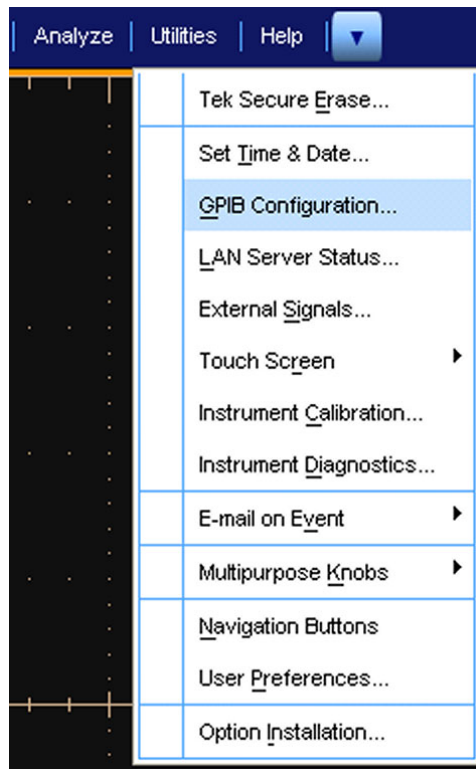 Analyze | Utilities | Help |
Tek Secure Erase...
Set Time & Date...
GPIB Configuration...
LAN Server Status...
External Signals...
Touch Screen
Instrument Calibration...
Instrument Diagnostics...
E-mail on Event
Multipurpose Knobs
Navigation Buttons
User Preferences...
Option Installation...